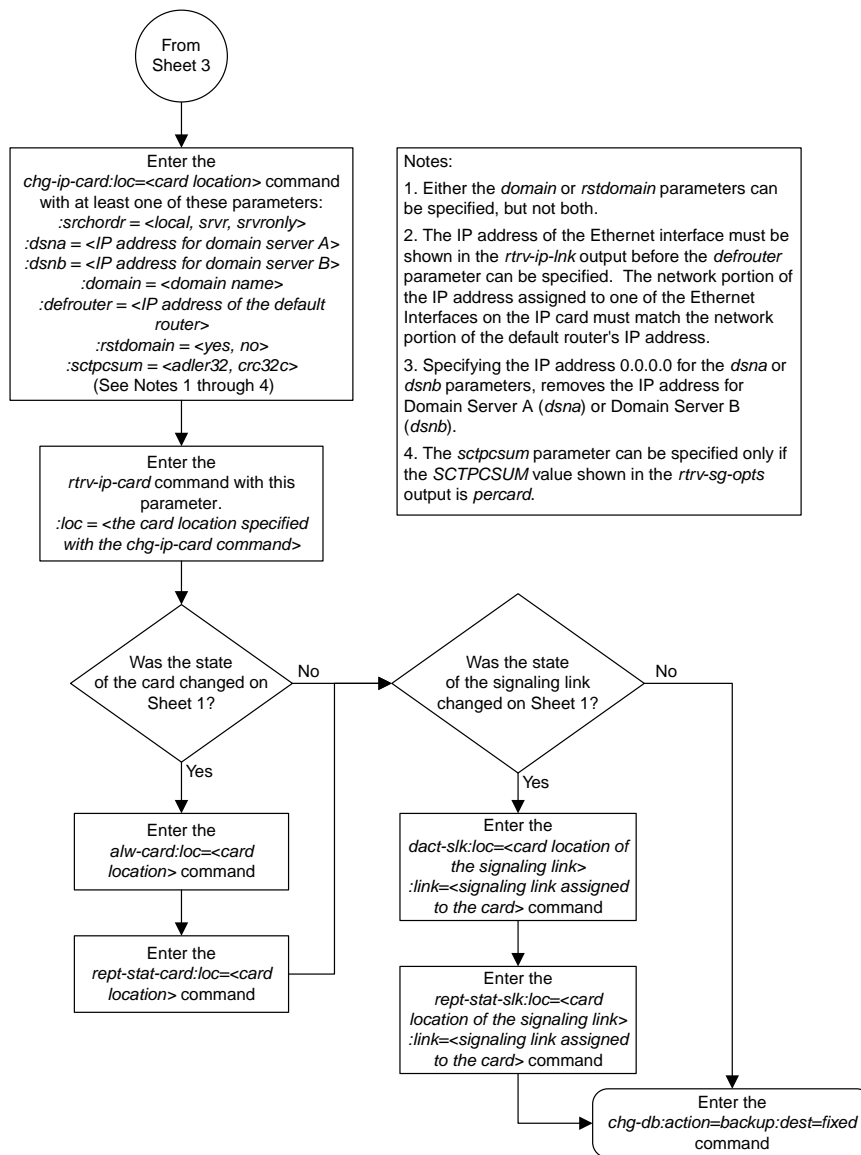 From
Sheet 3
Enter the
chg-ip-card:loc=<card location> command
with at least one of these parameters:
:srchordr = <local, srvr, srvronly>
:dsna = <IP address for domain server A>
:dsnb = <IP address for domain server B>
:domain = <domain name>
:defrouter = <IP address of the default
router>
:rstdomain = <yes, no>
:sctpcsum = <adler32, crc32c>
(See Notes 1 through 4)
Notes:
1. Either the domain or rstdomain parameters can
be specified, but not both.
2. The IP address of the Ethernet interface must be
shown in the rtrv-ip-lnk output before the defrouter
parameter can be specified. The network portion of
the IP address assigned to one of the Ethernet
Interfaces on the IP card must match the network
portion of the default router's IP address.
3. Specifying the IP address 0.0.0.0 for the dsna or
dsnb parameters, removes the IP address for
Domain Server A (dsna) or Domain Server B
(dsnb).
4. The sctpcsum parameter can be specified only if
the SCTPCSUM value shown in the rtrv-sg-opts
output is percard.
Enter the
rtrv-ip-card command with this
parameter.
:loc = <the card location specified
with the chg-ip-card command>
Was the state
of the card changed on
Sheet 1?
No
Yes
Was the state
of the signaling link
changed on Sheet 1?
No
Yes
Enter the
alw-card:loc=<card
location> command
Enter the
rept-stat-card:loc=<card
location> command
Enter the
dact-slk:loc=<card location of
the signaling link>
:link=<signaling link assigned
to the card> command
Enter the
rept-stat-slk:loc=<card
location of the signaling link>
:link=<signaling link assigned
to the card> command
Enter the
chg-db:action=backup:dest=fixed
command